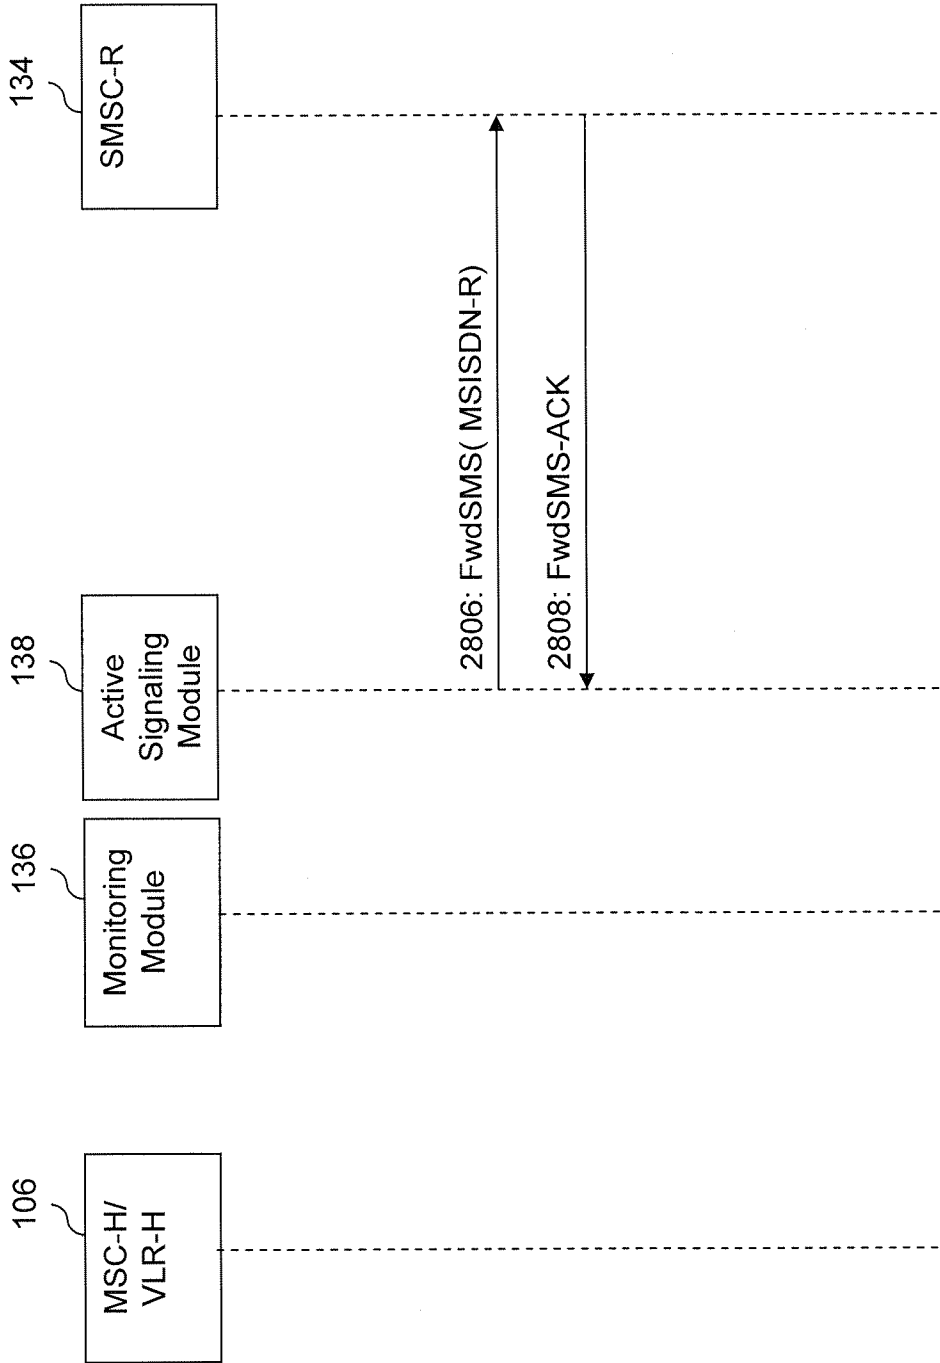 106
MSC-H/
VLR-H
136
Monitoring
Module
138
Active
Signaling
Module
134
SMSC-R
2806: FwdSMS( MSISDN-R)
2808: FwdSMS-ACK